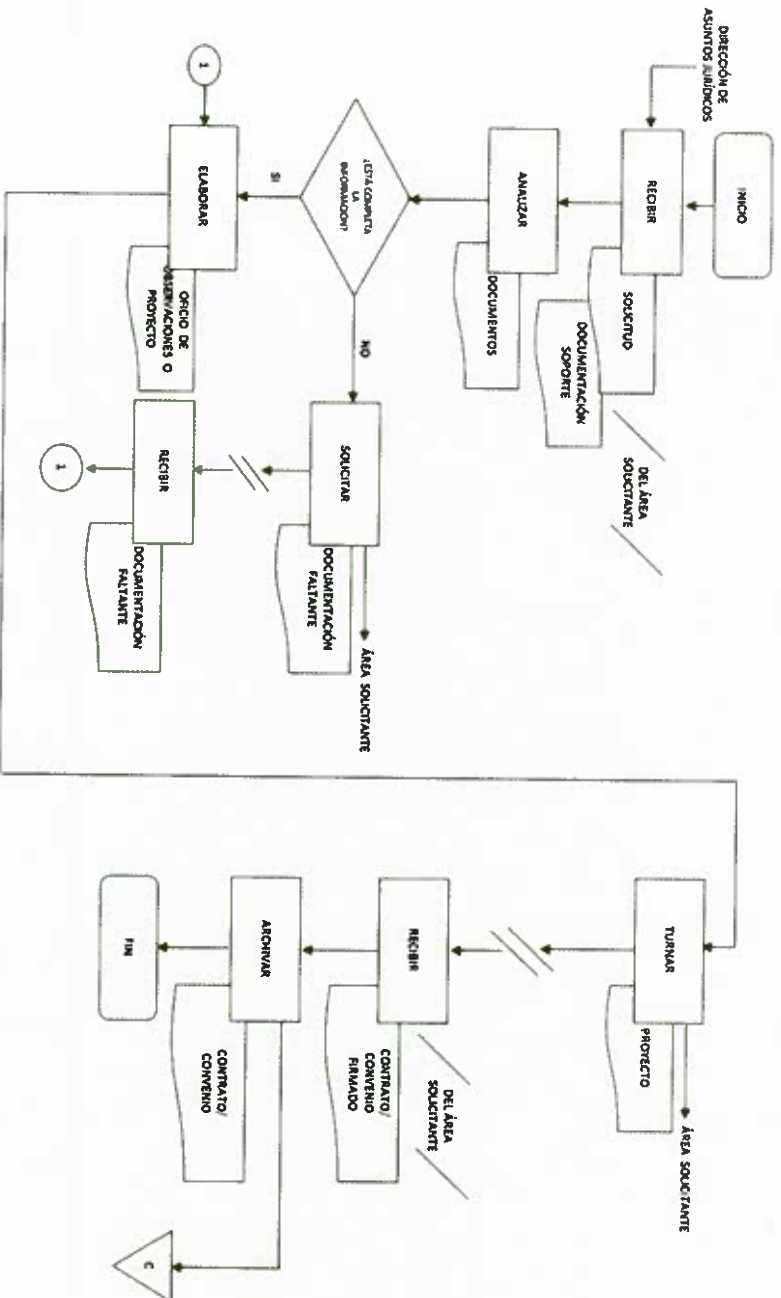 INICIO
DIRECCIÓN DE
ASUNTOS JURÍDICOS
RECIBIR
SOLICITUD
DOCUMENTACIÓN
SOPORTE
DEL ÁREA
SOLICITANTE
ANALIZAR
DOCUMENTOS
¿ESTÁ COMPLETA
LA
INFORMACIÓN?
NO
SI
SOLICITAR
DOCUMENTACIÓN
FALTANTE
ÁREA SOLICITANTE
1
ELABORAR
OFICIO DE
OBSERVACIONES O
PROYECTO
RECIBIR
DOCUMENTACIÓN
FALTANTE
1
TURNAR
PROYECTO
ÁREA SOLICITANTE
RECIBIR
CONTRATO/
CONVENIO
FIRMADO
DEL ÁREA
SOLICITANTE
ARCHIVAR
CONTRATO/
CONVENIO
FIN
C